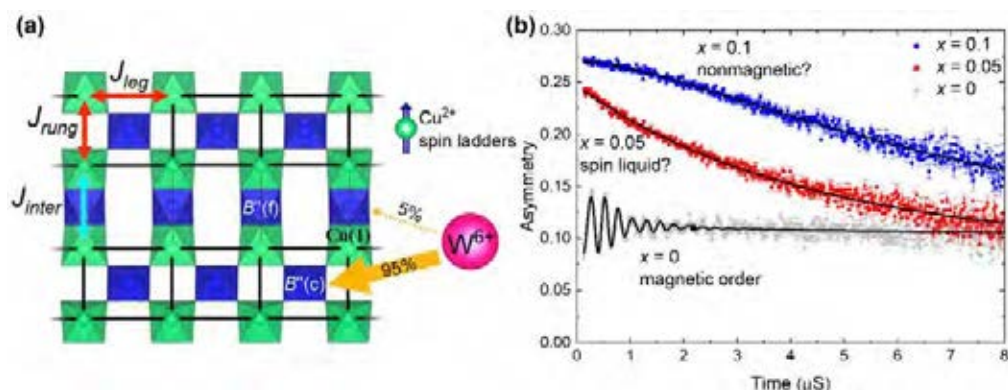 (a)
J_leg
J_rung
J_inter
Cu²⁺
spin ladders
B"(f)
Cu(1)
B"(c)
5%
W⁶⁺
95%
(b)
0.30
0.25
0.20
0.15
0.10
0.05
0.00
Asymmetry
x = 0.1
nonmagnetic?
x = 0.1
x = 0.05
x = 0
x = 0.05
spin liquid?
x = 0
magnetic order
0 1 2 3 4 5 6 7 8
Time (μS)